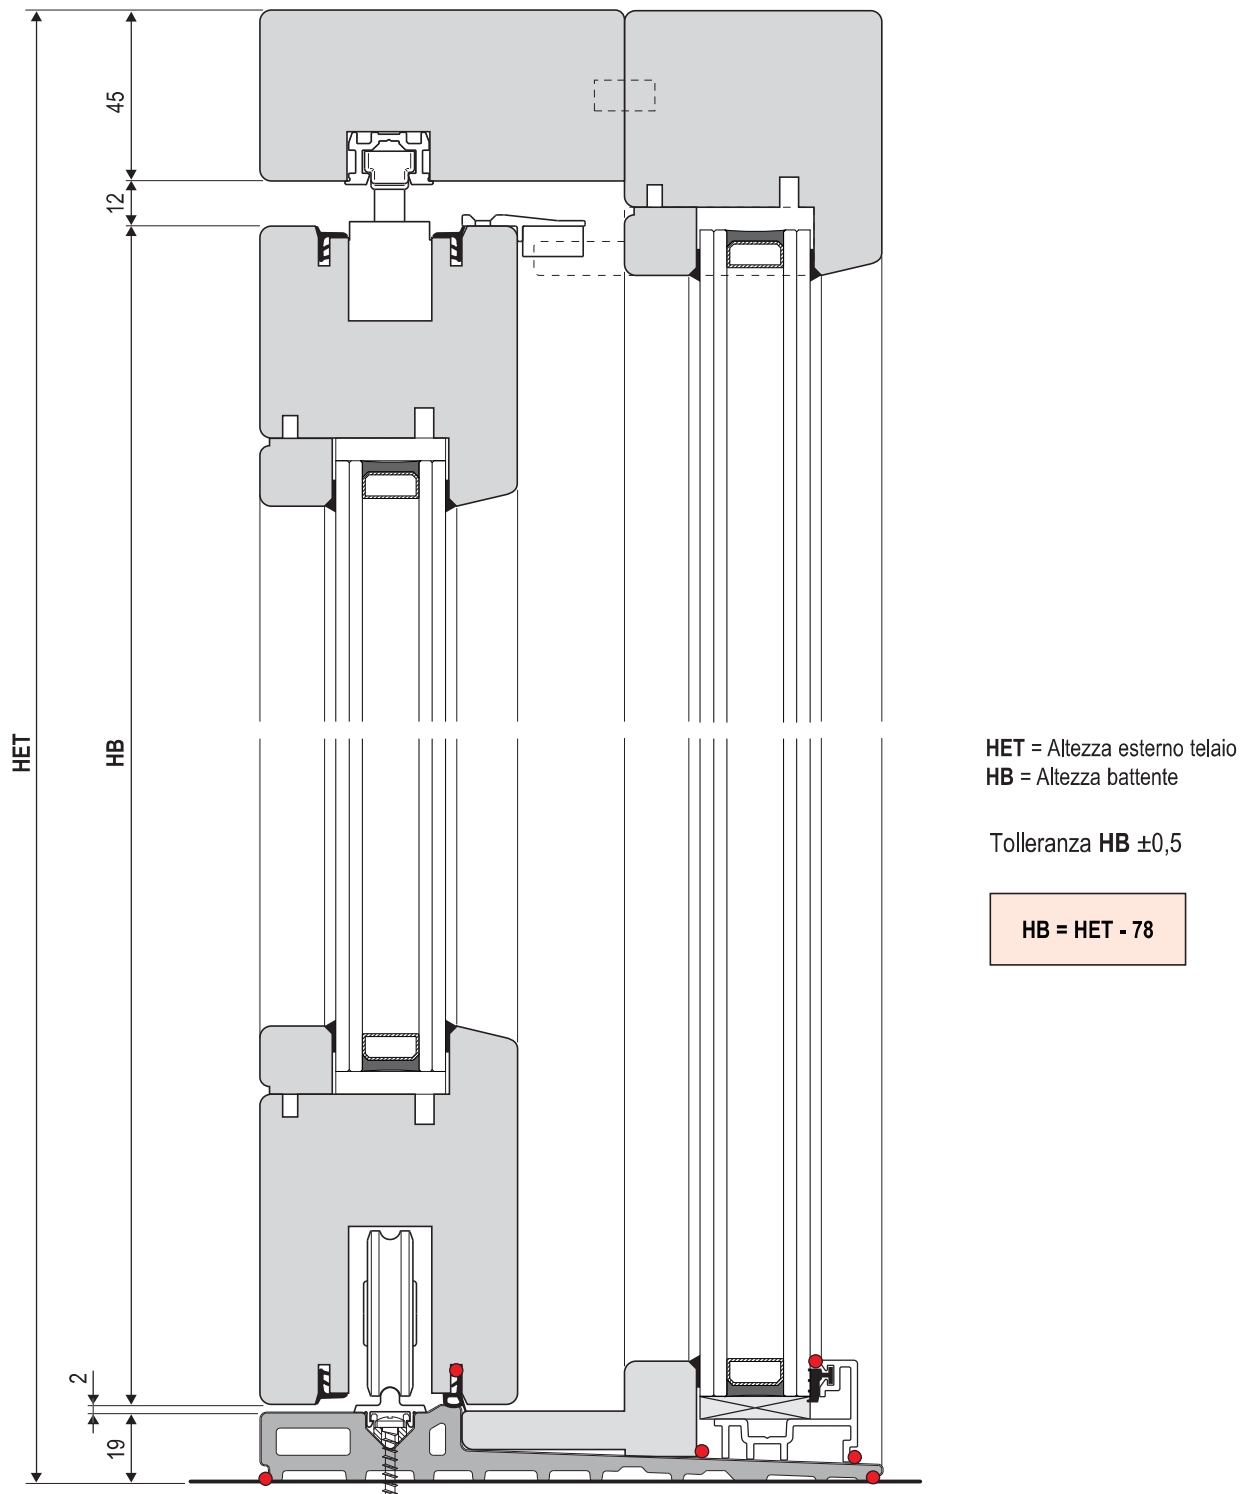 45
12
HET
HB
HET = Altezza esterno telaio
HB = Altezza battente
Tolleranza HB ±0,5
HB = HET - 78
2
19